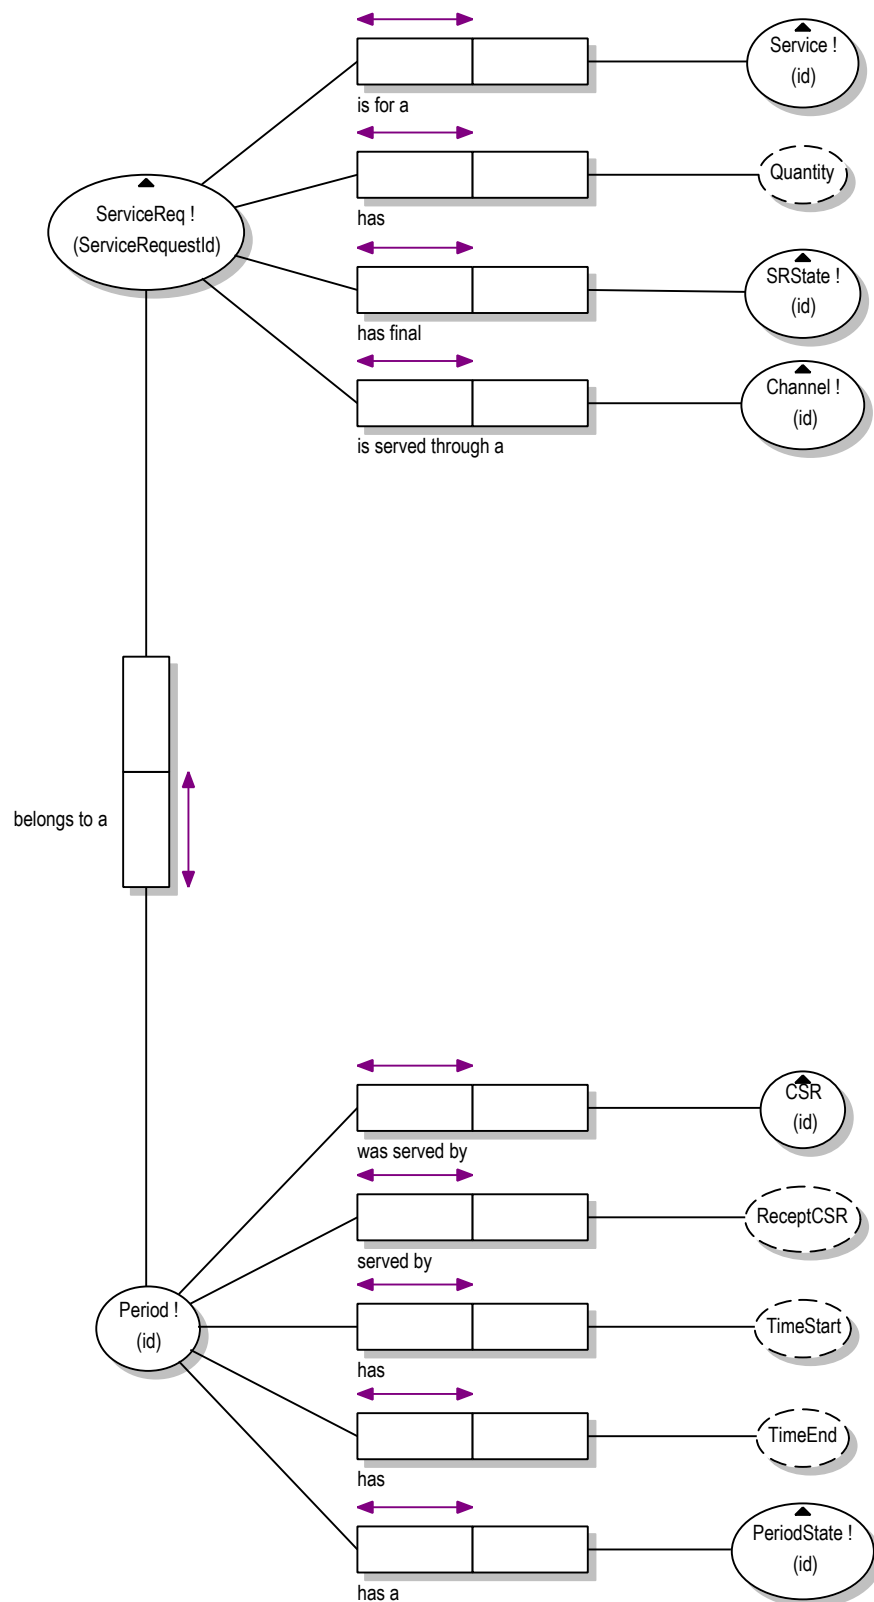 Service !
(id)
is for a
Quantity
has
ServiceReq !
(ServiceRequestId)
SRState !
(id)
has final
Channel !
(id)
is served through a
belongs to a
CSR
(id)
was served by
ReceptCSR
served by
Period !
(id)
TimeStart
has
TimeEnd
has
PeriodState !
(id)
has a